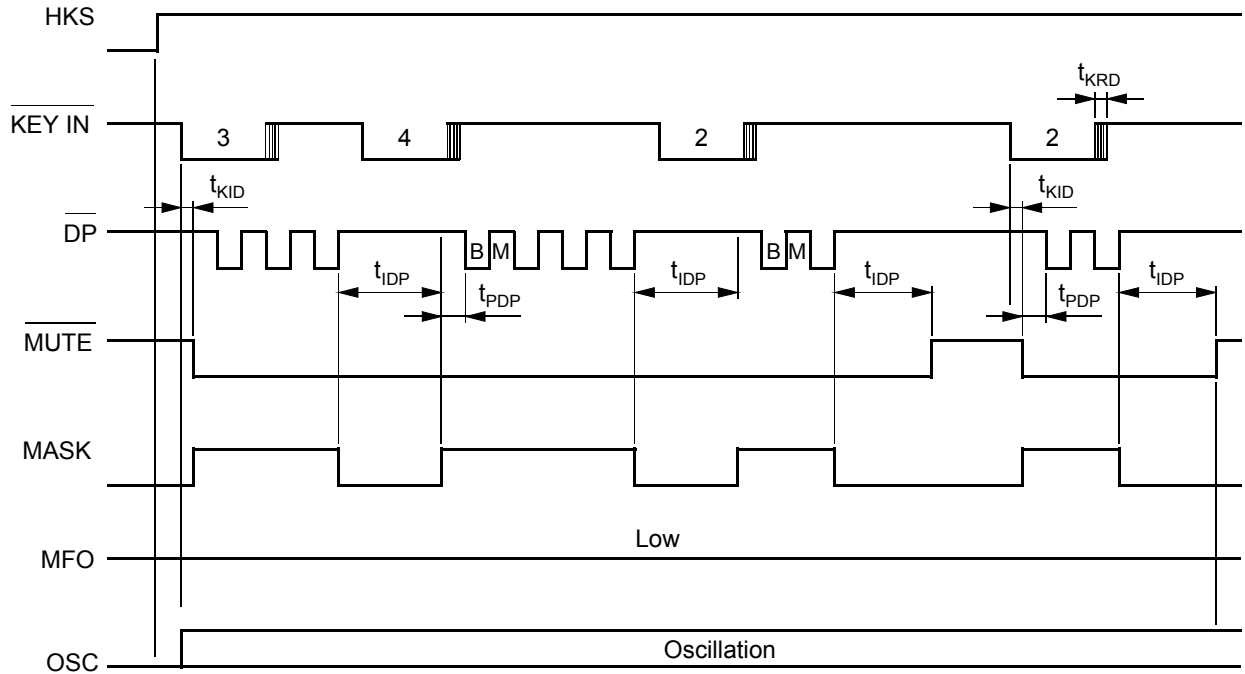 HKS
tKRD
KEY IN 3 4 2 2
tKID tKID
DP B M B M
tIDP tIDP tIDP tIDP
tPDP tPDP
MUTE
MASK
Low
MFO
Oscillation
OSC